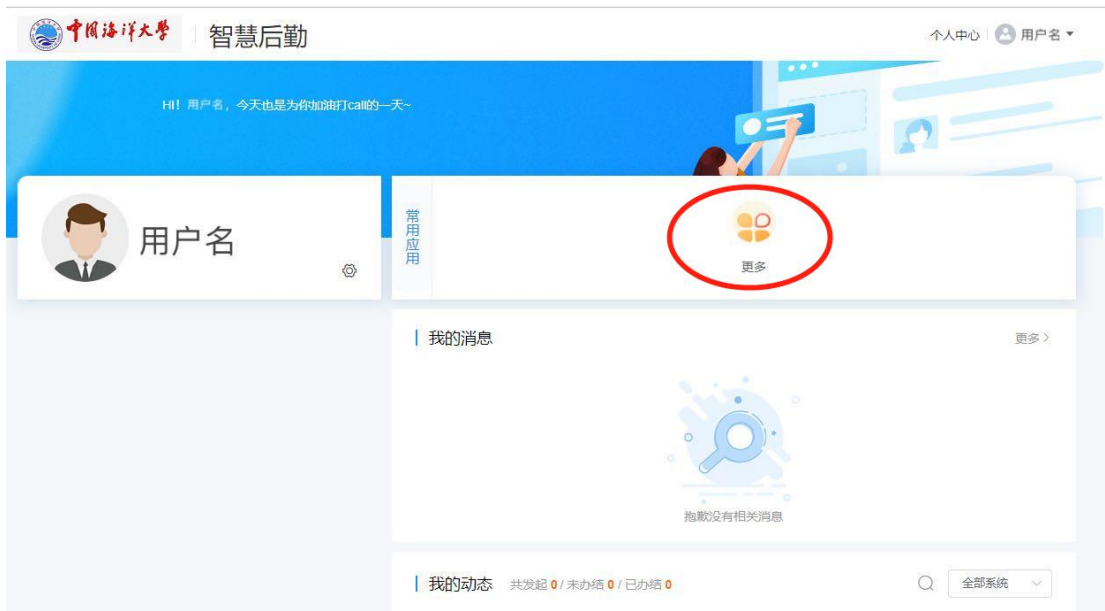 中国海洋大学 智慧后勤 个人中心 用户名
HI! 用户名，今天也是为你加油打call的一天~
用户名
常用应用
更多
我的消息 更多
抱歉没有相关消息
我的动态 共发起 0 / 未办结 0 / 已办结 0 全部系统